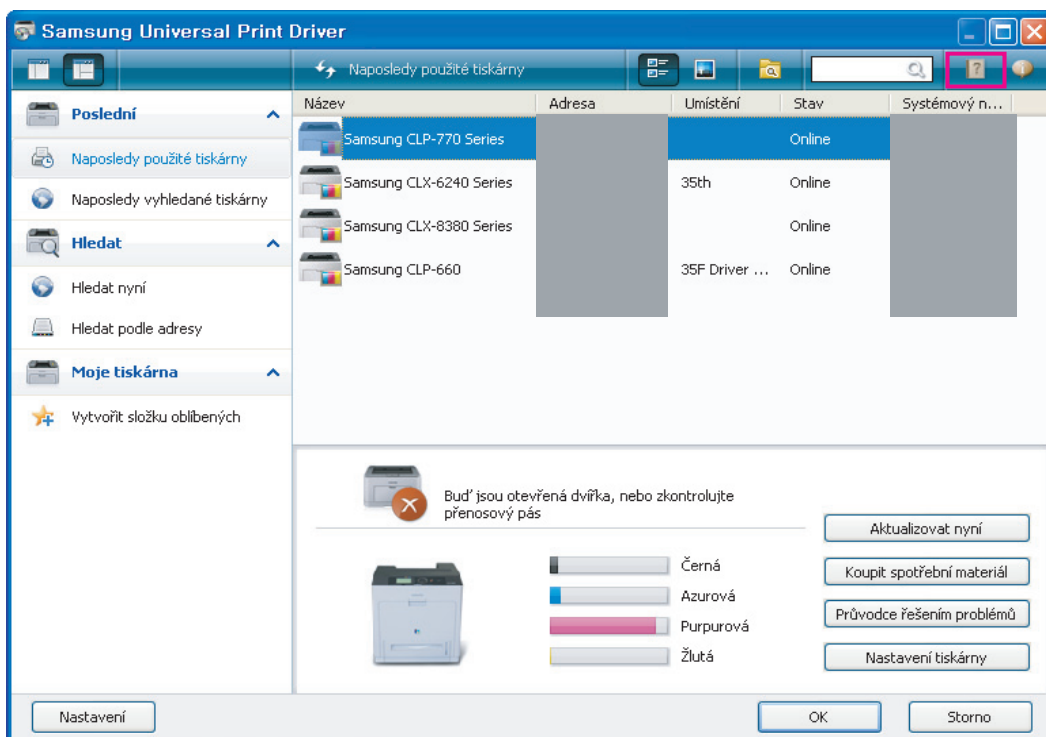 Samsung Universal Print Driver
Naposledy použité tiskárny
Poslední
Naposledy použité tiskárny
Naposledy vyhledané tiskárny
Hledat
Hledat nyní
Hledat podle adresy
Moje tiskárna
Vytvořit složku oblíbených
Název Adresa Umístění Stav Systémový n...
Samsung CLP-770 Series Online
Samsung CLX-6240 Series 35th Online
Samsung CLX-8380 Series Online
Samsung CLP-660 35F Driver ... Online
Buď jsou otevřená dvířka, nebo zkontrolujte
přenosový pás
Černá
Azurová
Purpurová
Žlutá
Aktualizovat nyní
Koupit spotřební materiál
Průvodce řešením problémů
Nastavení tiskárny
Nastavení OK Storno